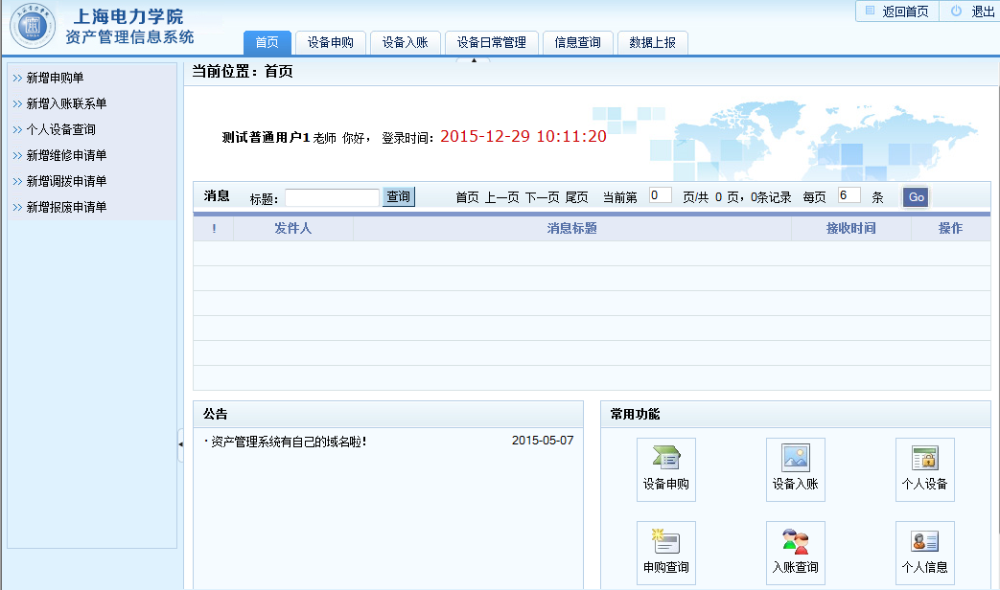 上海电力学院
资产管理信息系统
返回首页 退出
首页 设备申购 设备入账 设备日常管理 信息查询 数据上报
当前位置：首页
>> 新增申购单
>> 新增入账联系单
>> 个人设备查询
>> 新增维修申请单
>> 新增调拨申请单
>> 新增报废申请单
测试普通用户1 老师 你好， 登录时间：2015-12-29 10:11:20
消息 标题： 查询 首页 上一页 下一页 尾页 当前第 0 页/共 0 页，0条记录 每页 6 条 Go
! 发件人 消息标题 接收时间 操作
公告
·资产管理系统有自己的域名啦！ 2015-05-07
常用功能
设备申购 设备入账 个人设备
申购查询 入账查询 个人信息